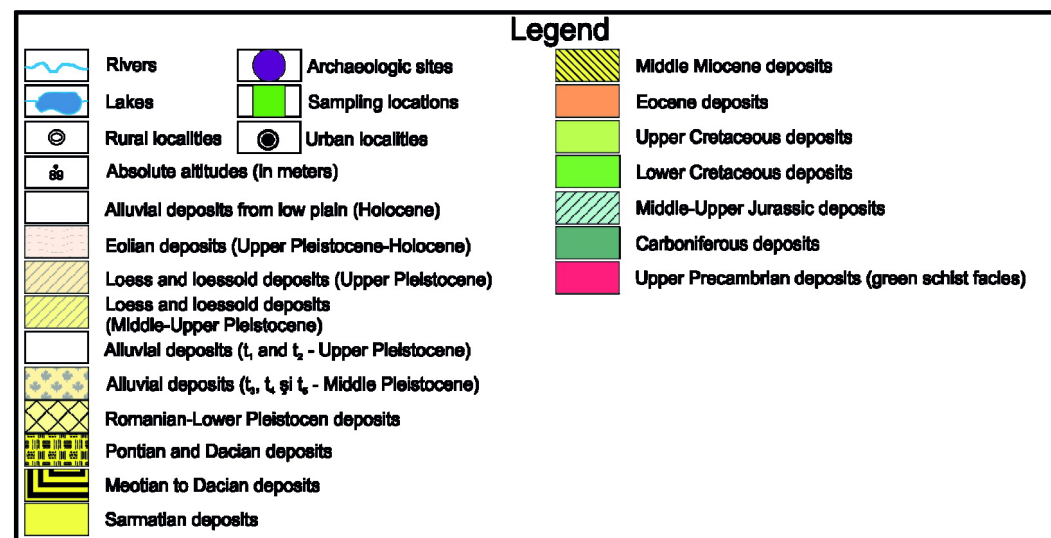 Legend
Rivers
Archaeologic sites
Lakes
Sampling locations
Rural localities
Urban localities
Absolute altitudes (in meters)
Alluvial deposits from low plain (Holocene)
Eolian deposits (Upper Pleistocene-Holocene)
Loess and loessoid deposits (Upper Pleistocene)
Loess and loessoid deposits
(Middle-Upper Pleistocene)
Alluvial deposits (t₁ and t₂ - Upper Pleistocene)
Alluvial deposits (t₃, t₄ și t₅ - Middle Pleistocene)
Romanian-Lower Pleistocen deposits
Pontian and Dacian deposits
Meotian to Dacian deposits
Sarmatian deposits
Middle Miocene deposits
Eocene deposits
Upper Cretaceous deposits
Lower Cretaceous deposits
Middle-Upper Jurassic deposits
Carboniferous deposits
Upper Precambrian deposits (green schist facies)